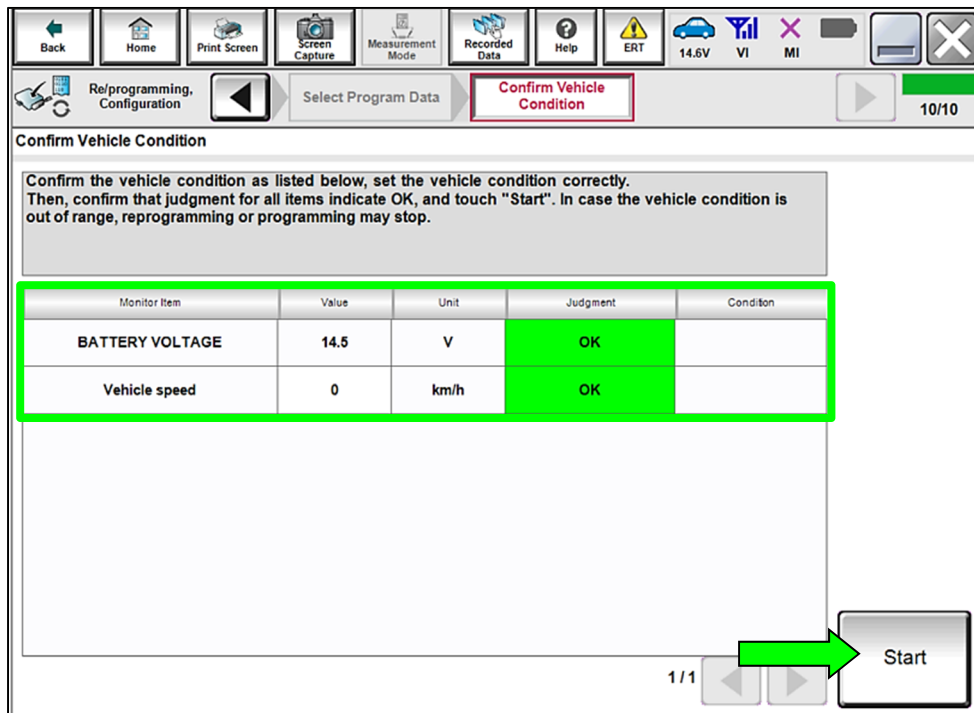 Back
Home
Print Screen
Screen
Capture
Measurement
Mode
Recorded
Data
Help
ERT
14.6V
VI
MI
Re/programming,
Configuration
Select Program Data
Confirm Vehicle
Condition
10/10
Confirm Vehicle Condition
Confirm the vehicle condition as listed below, set the vehicle condition correctly.
Then, confirm that judgment for all items indicate OK, and touch "Start". In case the vehicle condition is
out of range, reprogramming or programming may stop.
Monitor Item Value Unit Judgment Condition
BATTERY VOLTAGE 14.5 V OK
Vehicle speed 0 km/h OK
Start
1/1